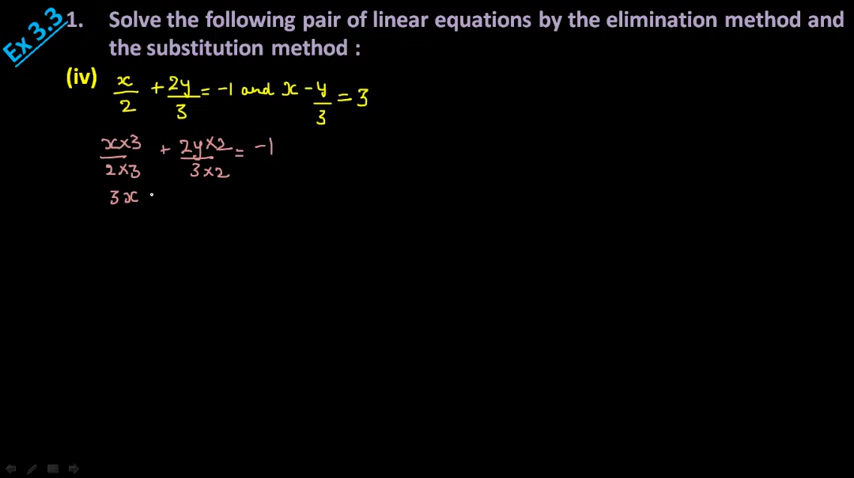 Ex 3.3
1. Solve the following pair of linear equations by the elimination method and
the substitution method :
(iv) x/2 + 2y/3 = -1 and x - y/3 = 3
x×3/2×3 + 2y×2/3×2 = -1
3x